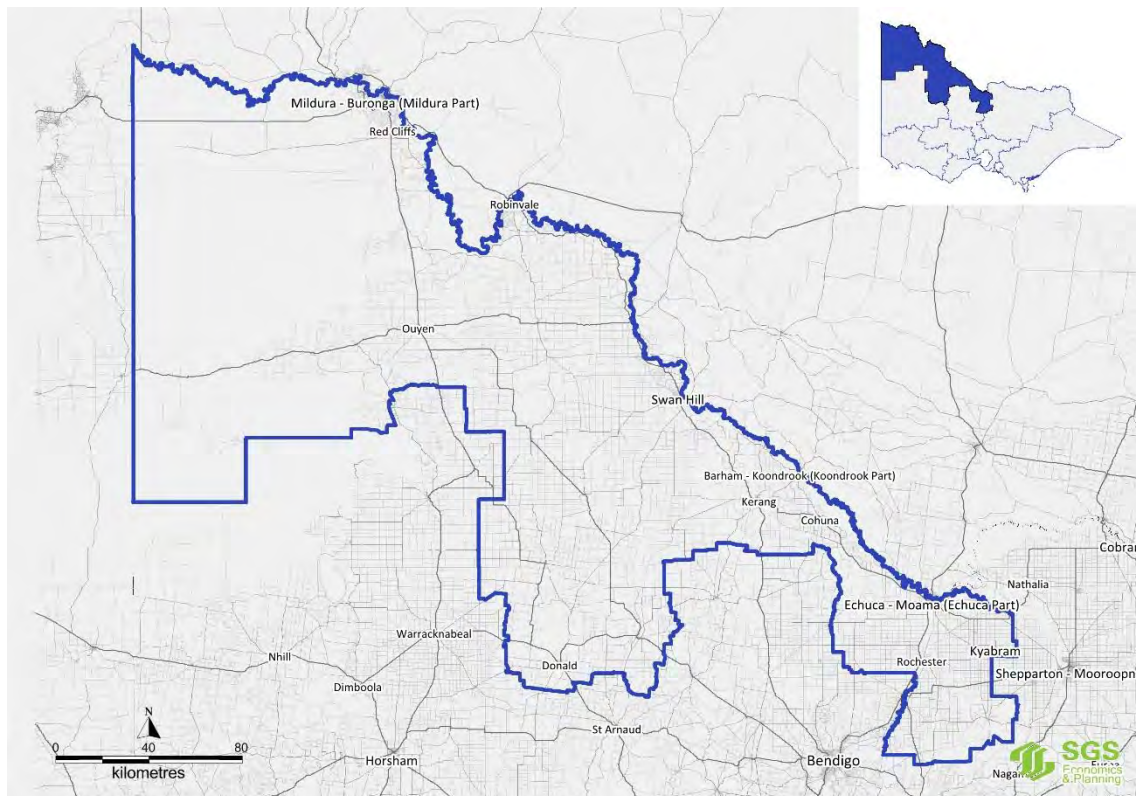 Mildura - Buronga (Mildura Part)
Red Cliffs
Robinvale
Ouyen
Swan Hill
Barham - Koondrook (Koondrook Part)
Kerang
Cohuna
Cobram
Nathalia
Echuca - Moama (Echuca Part)
Warracknabeal
Kyabram
Nhill
Donald
Rochester
Shepparton - Mooroopn
Dimboola
St Arnaud
N
0 40 80
kilometres
Horsham
Bendigo
SGS
Economics
& Planning